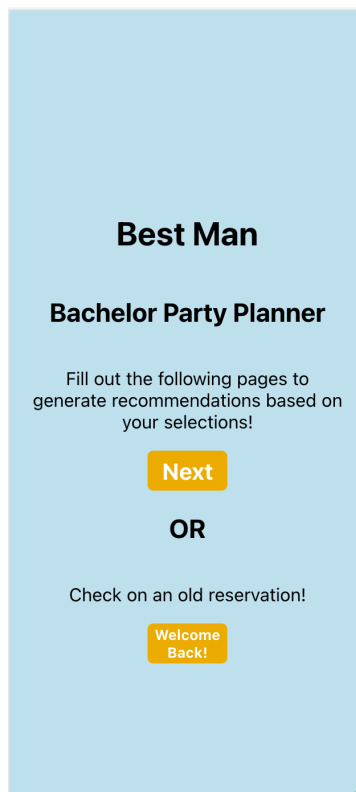 Best Man
Bachelor Party Planner
Fill out the following pages to
generate recommendations based on
your selections!
Next
OR
Check on an old reservation!
Welcome
Back!